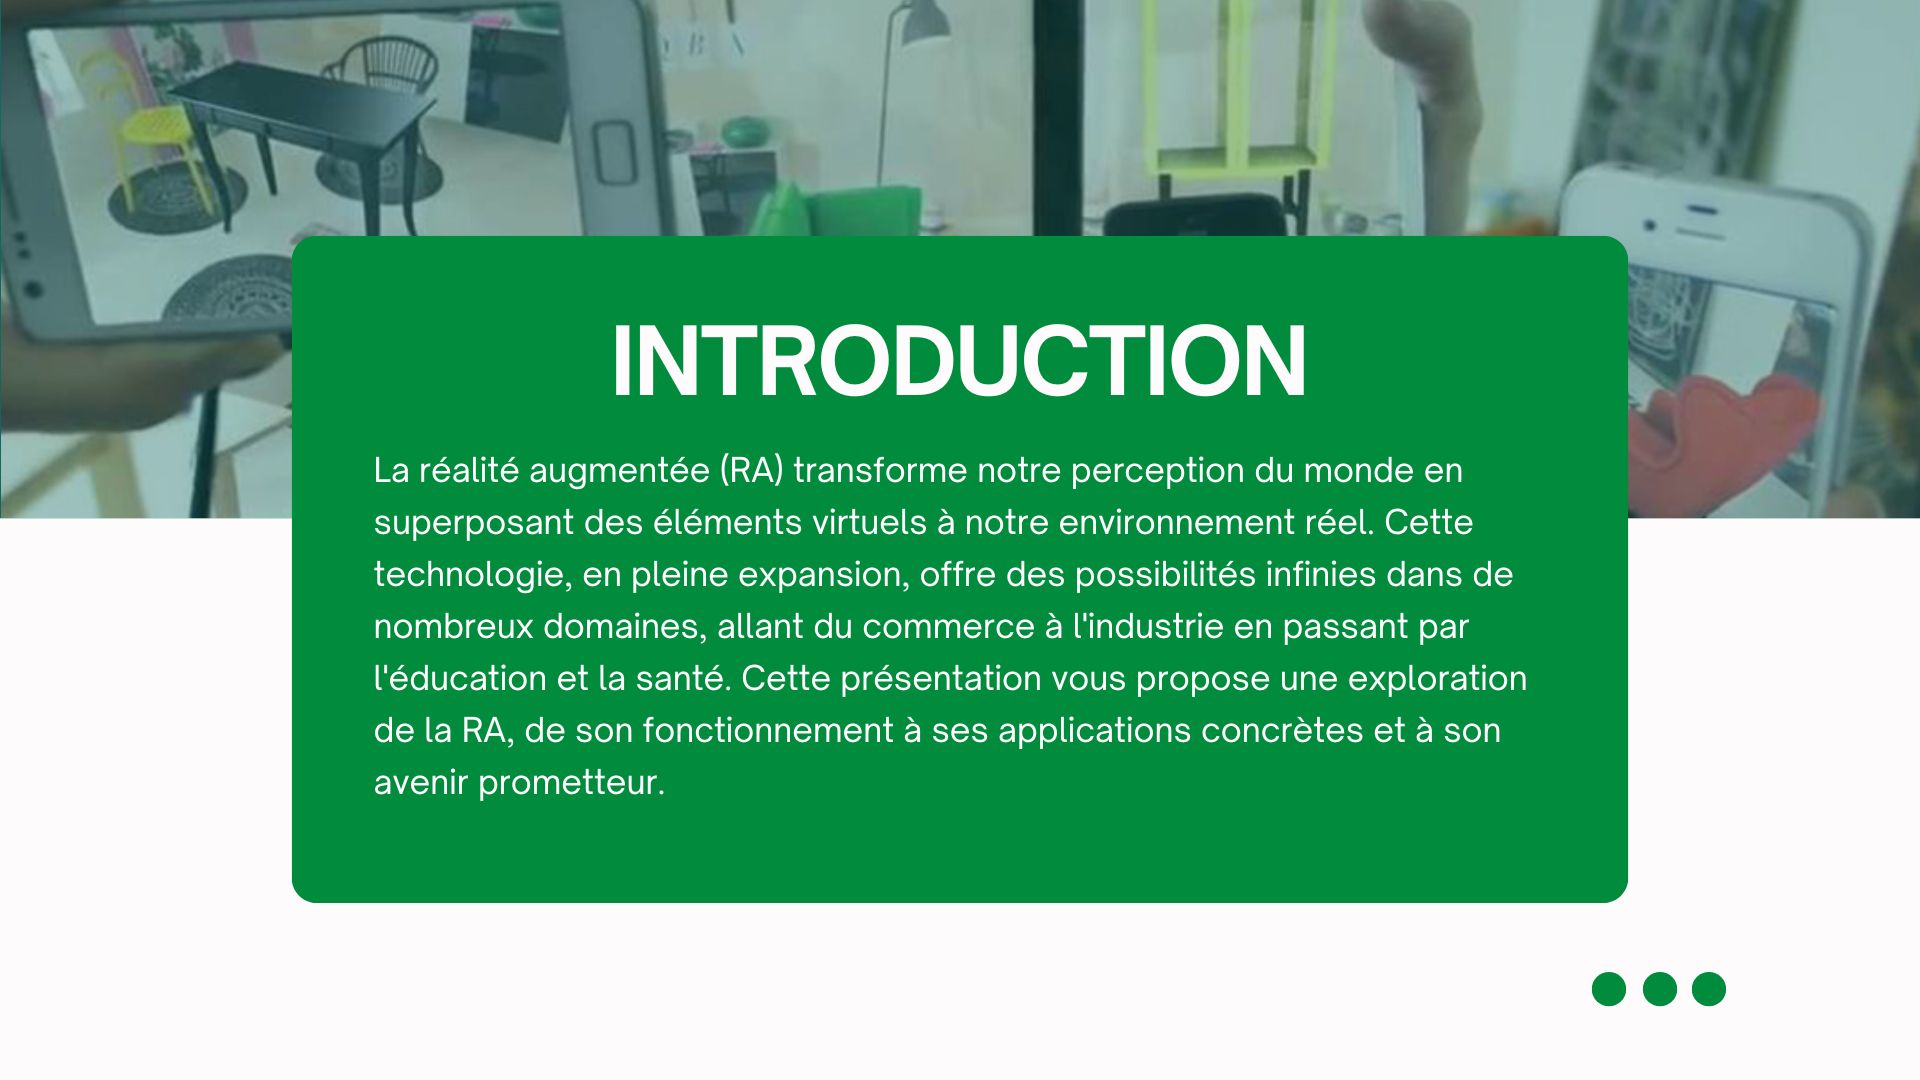 INTRODUCTION
La réalité augmentée (RA) transforme notre perception du monde en
superposant des éléments virtuels à notre environnement réel. Cette
technologie, en pleine expansion, offre des possibilités infinies dans de
nombreux domaines, allant du commerce à l'industrie en passant par
l'éducation et la santé. Cette présentation vous propose une exploration
de la RA, de son fonctionnement à ses applications concrètes et à son
avenir prometteur.